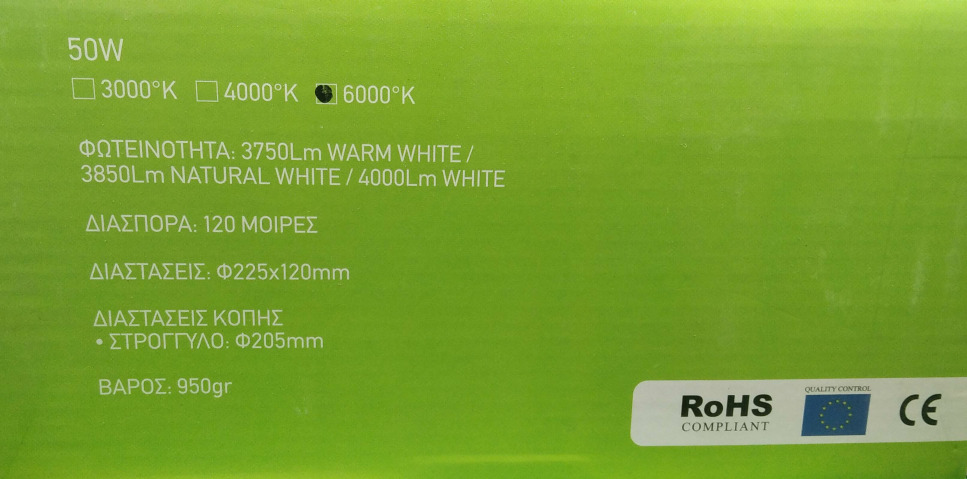 50W
3000°K 4000°K 6000°K
ΦΩΤΕΙΝΟΤΗΤΑ: 3750Lm WARM WHITE /
3850Lm NATURAL WHITE / 4000Lm WHITE
ΔΙΑΣΠΟΡΑ: 120 ΜΟΙΡΕΣ
ΔΙΑΣΤΑΣΕΙΣ: Φ225x120mm
ΔΙΑΣΤΑΣΕΙΣ ΚΟΠΗΣ
• ΣΤΡΟΓΓΥΛΟ: Φ205mm
ΒΑΡΟΣ: 950gr
QUALITY CONTROL
RoHS
COMPLIANT
CE